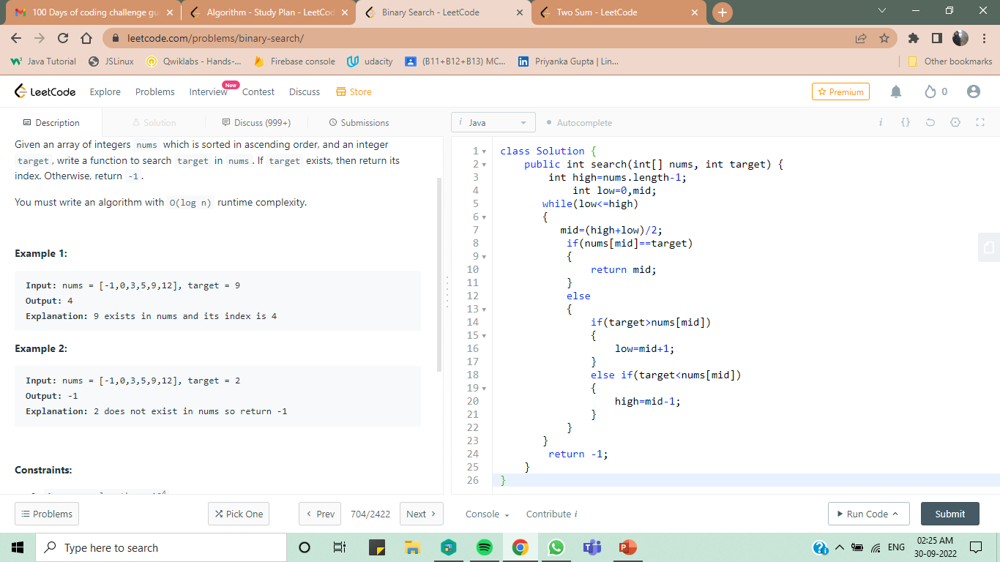 100 Days of coding challenge gu
Algorithm - Study Plan - LeetCod
Binary Search - LeetCode
Two Sum - LeetCode
leetcode.com/problems/binary-search/
Java Tutorial
JSLinux
Qwiklabs - Hands-...
Firebase console
udacity
(B11+B12+B13) MC...
Priyanka Gupta | Lin...
Other bookmarks
LeetCode
Explore
Problems
Interview
New
Contest
Discuss
Store
Premium
0
Description
Solution
Discuss (999+)
Submissions
Given an array of integers nums which is sorted in ascending order, and an integer
target, write a function to search target in nums. If target exists, then return its
index. Otherwise, return -1.
You must write an algorithm with O(log n) runtime complexity.
Example 1:
Input: nums = [-1,0,3,5,9,12], target = 9
Output: 4
Explanation: 9 exists in nums and its index is 4
Example 2:
Input: nums = [-1,0,3,5,9,12], target = 2
Output: -1
Explanation: 2 does not exist in nums so return -1
Constraints:
i Java
Autocomplete
i {}
1 class Solution {
2 public int search(int[] nums, int target) {
3 int high=nums.length-1;
4 int low=0,mid;
5 while(low<=high)
6 {
7 mid=(high+low)/2;
8 if(nums[mid]==target)
9 {
10 return mid;
11 }
12 else
13 {
14 if(target>nums[mid])
15 {
16 low=mid+1;
17 }
18 else if(target<nums[mid])
19 {
20 high=mid-1;
21 }
22 }
23 }
24 return -1;
25 }
26 }
Problems
Pick One
Prev
704/2422
Next
Console
Contribute i
Run Code
Submit
Type here to search
ENG
02:25 AM
30-09-2022